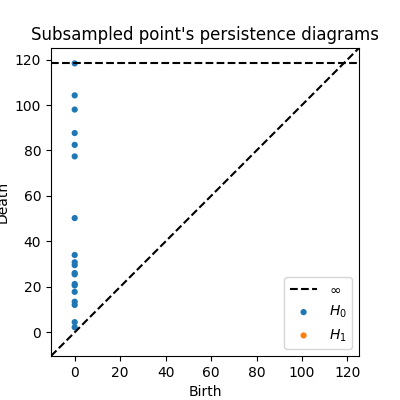 Subsampled point's persistence diagrams
120
100
80
60
40
20
0
Death
∞
H₀
H₁
0 20 40 60 80 100 120
Birth